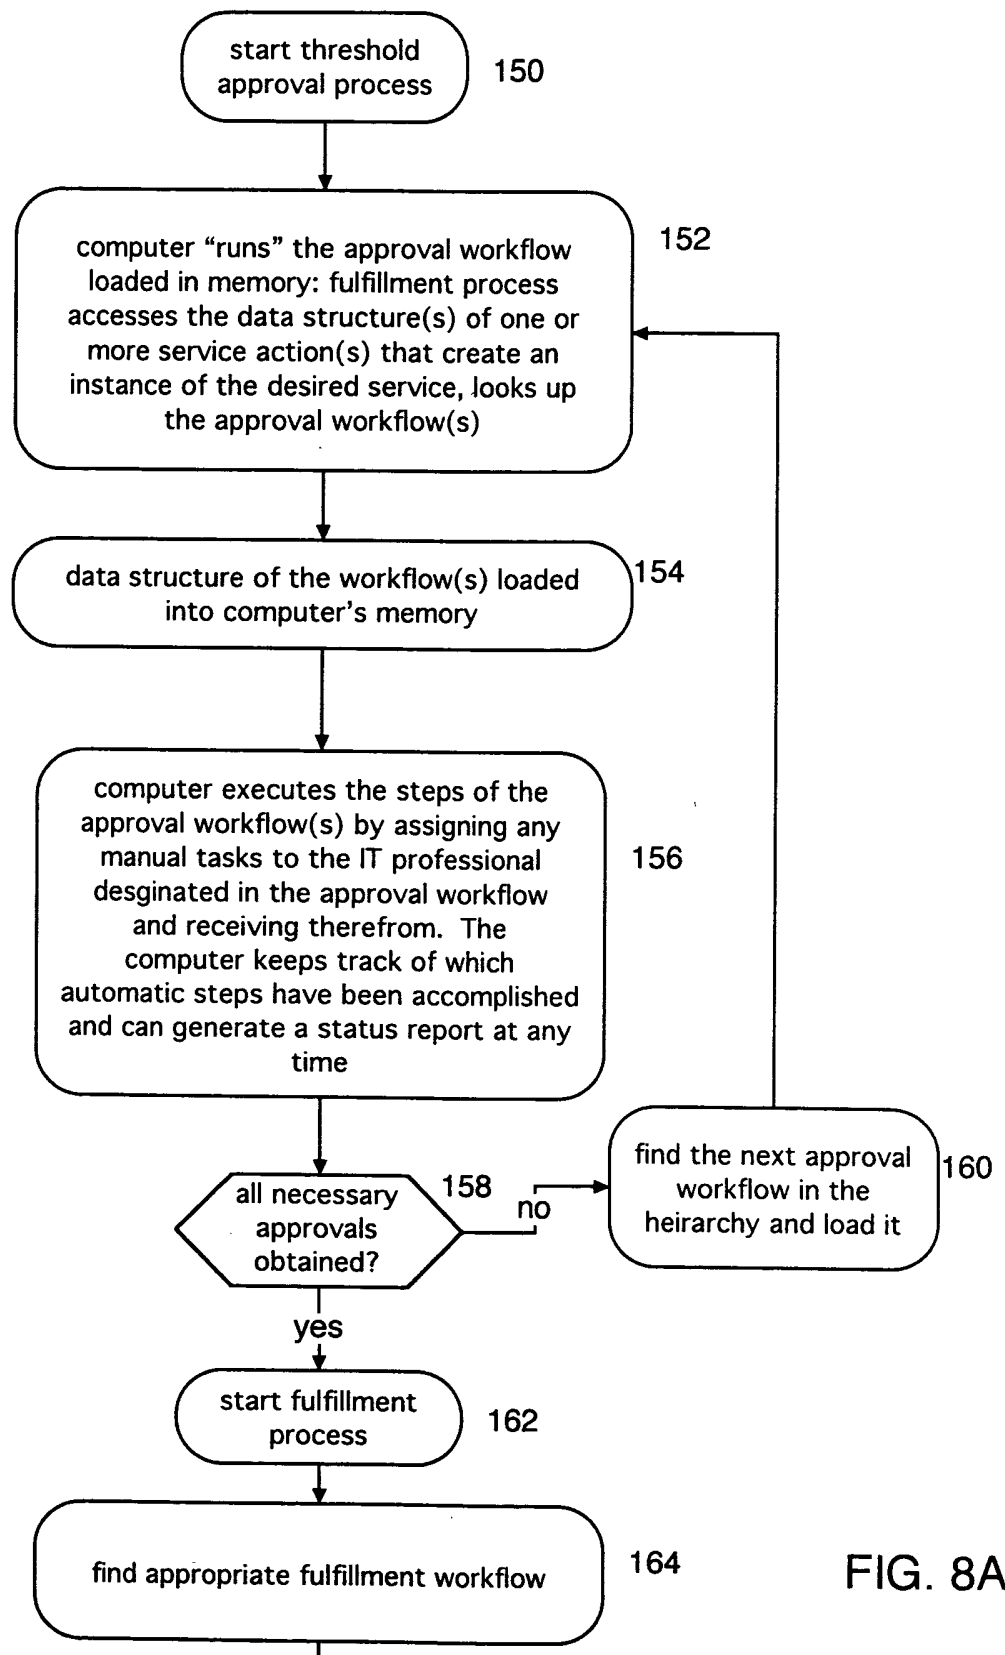 start threshold
approval process
150
computer “runs” the approval workflow
loaded in memory: fulfillment process
accesses the data structure(s) of one or
more service action(s) that create an
instance of the desired service, looks up
the approval workflow(s)
152
data structure of the workflow(s) loaded
into computer's memory
154
computer executes the steps of the
approval workflow(s) by assigning any
manual tasks to the IT professional
desginated in the approval workflow
and receiving therefrom. The
computer keeps track of which
automatic steps have been accomplished
and can generate a status report at any
time
156
all necessary
approvals
obtained?
158
no
find the next approval
workflow in the
heirarchy and load it
160
yes
start fulfillment
process
162
find appropriate fulfillment workflow
164
FIG. 8A